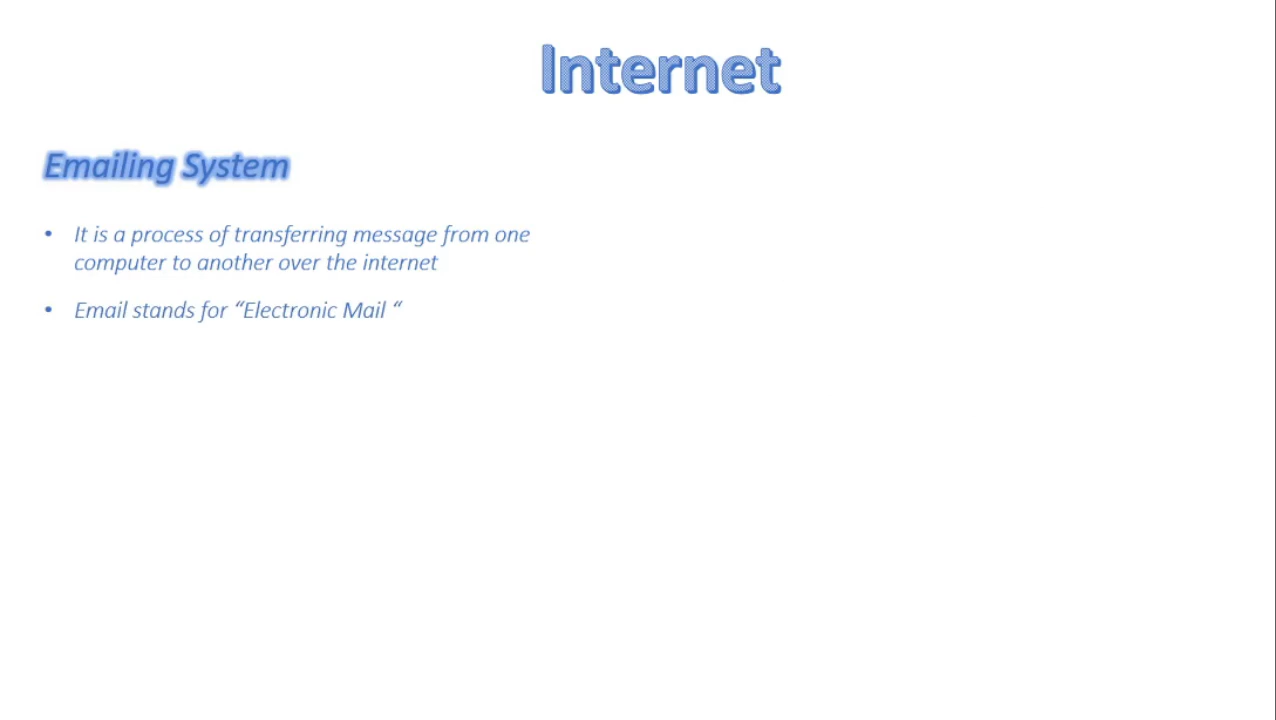 Internet
Emailing System
• It is a process of transferring message from one
computer to another over the internet
• Email stands for “Electronic Mail “